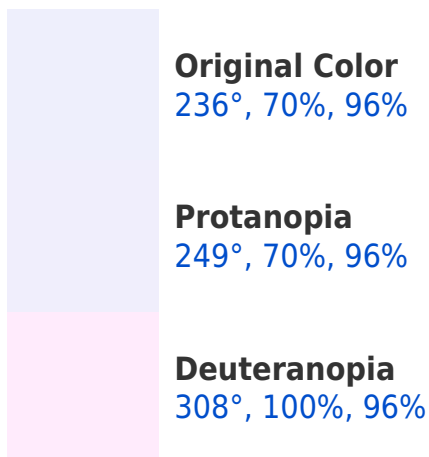 Original Color
236°, 70%, 96%
Protanopia
249°, 70%, 96%
Deuteranopia
308°, 100%, 96%